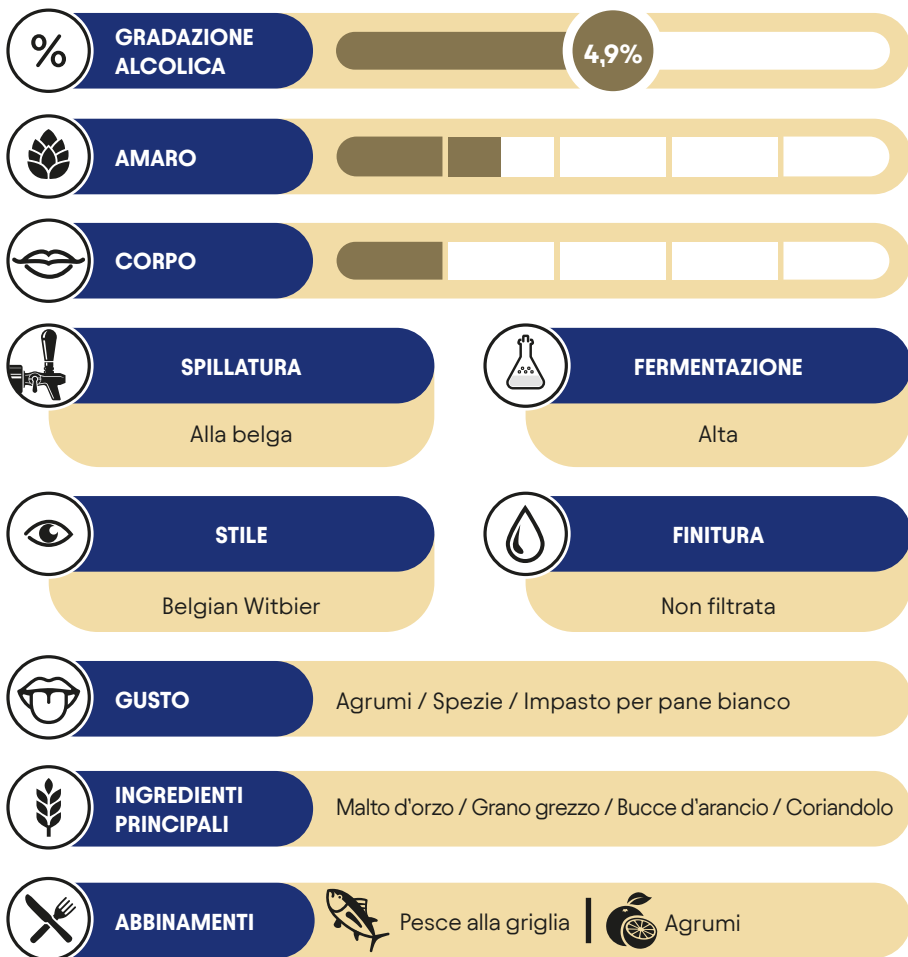 %
GRADAZIONE
ALCOLICA
4,9%
AMARO
CORPO
SPILLATURA
Alla belga
FERMENTAZIONE
Alta
STILE
Belgian Witbier
FINITURA
Non filtrata
GUSTO
Agrumi / Spezie / Impasto per pane bianco
INGREDIENTI
PRINCIPALI
Malto d'orzo / Grano grezzo / Bucce d'arancio / Coriandolo
ABBINAMENTI
Pesce alla griglia | Agrumi